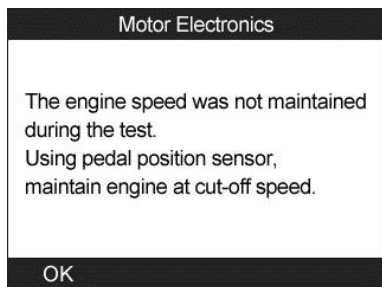 Motor Electronics
The engine speed was not maintained
during the test.
Using pedal position sensor,
maintain engine at cut-off speed.
OK